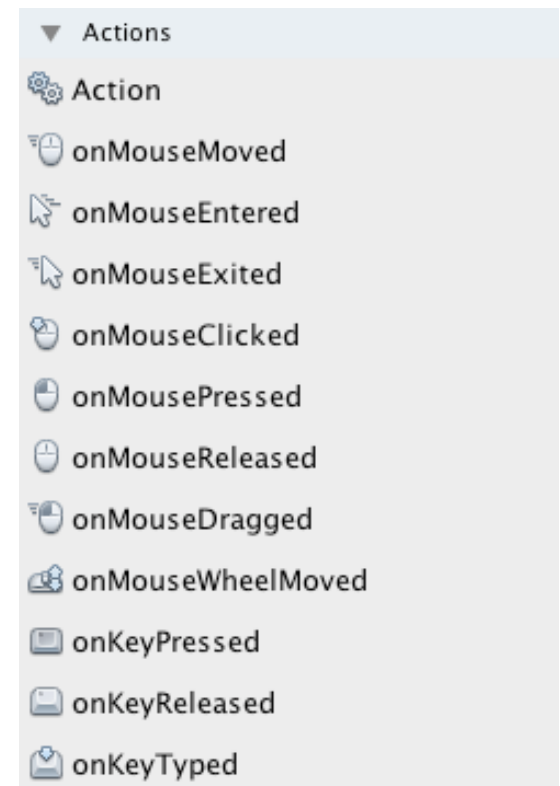 Actions
Action
onMouseMoved
onMouseEntered
onMouseExited
onMouseClicked
onMousePressed
onMouseReleased
onMouseDragged
onMouseWheelMoved
onKeyPressed
onKeyReleased
onKeyTyped